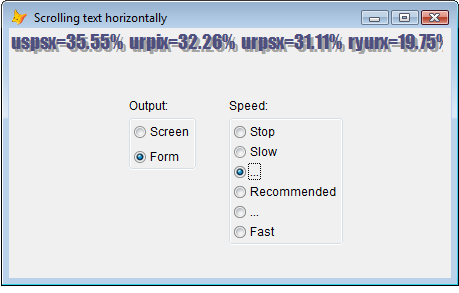 Scrolling text horizontally
uspsx=35.55% urpix=32.26% urpsx=31.11% ryurx=19.75%
Output:
Screen
Form
Speed:
Stop
Slow
...
Recommended
...
Fast